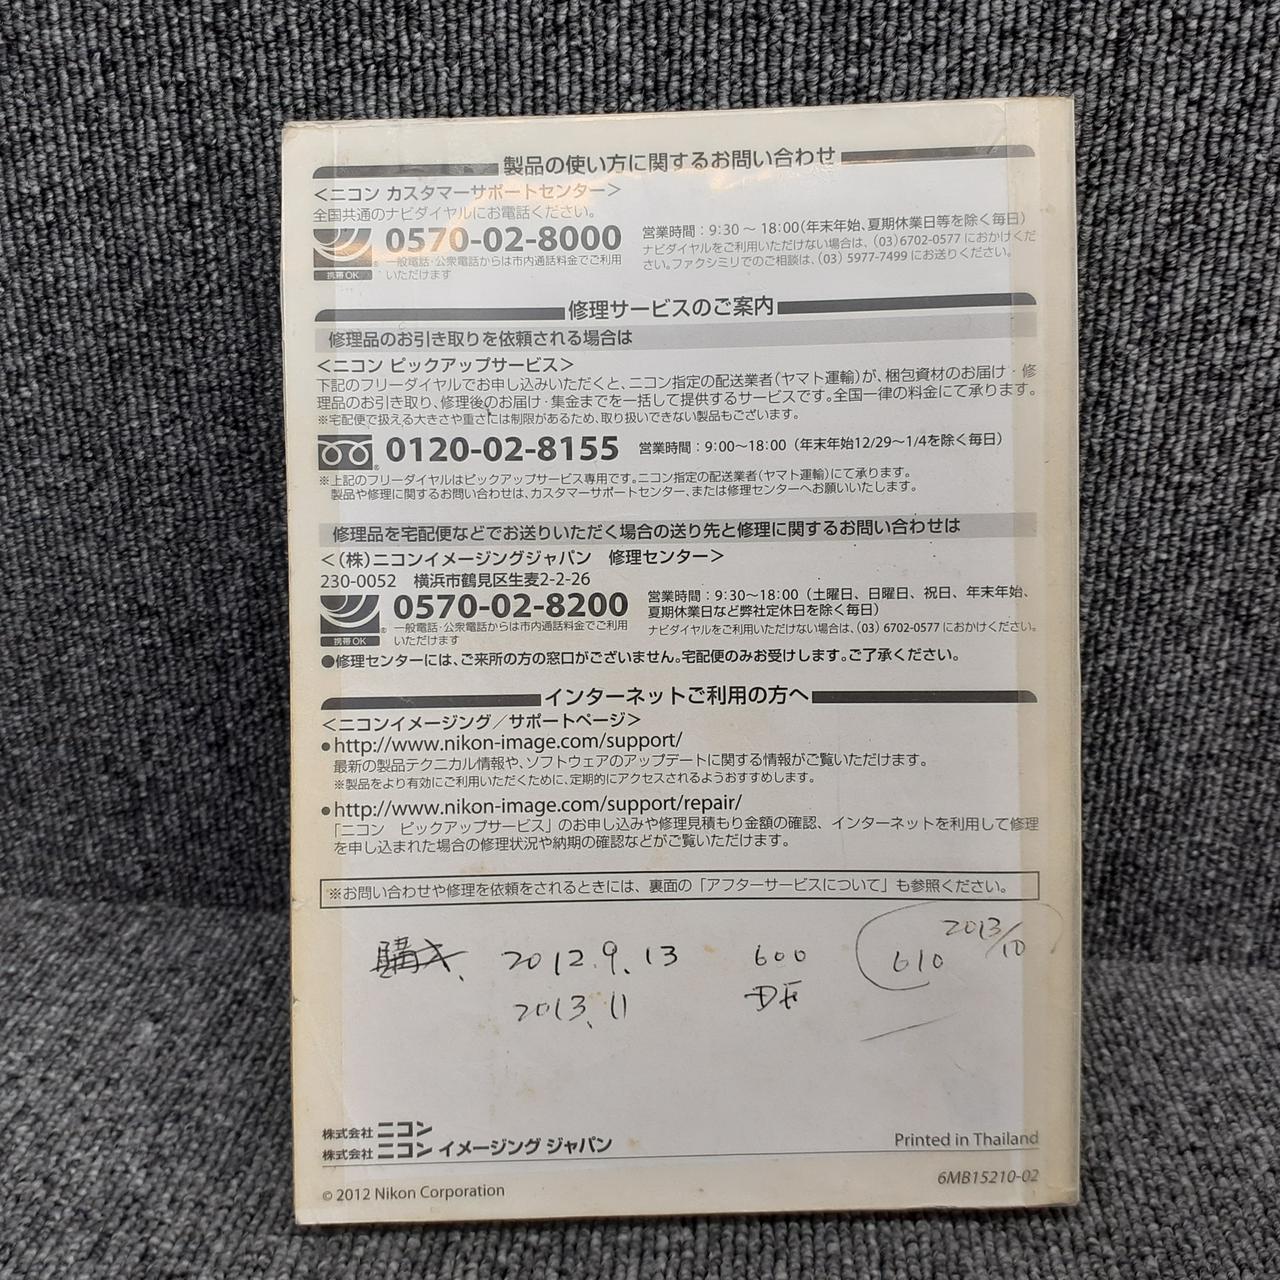 製品の使い方に関するお問い合わせ
＜ニコン カスタマーサポートセンター＞
全国共通のナビダイヤルにお電話ください。
携帯OK
0570-02-8000
一般電話・公衆電話からは市内通話料金でご利用
いただけます
営業時間：9:30 ～ 18:00（年末年始、夏期休業日等を除く毎日）
ナビダイヤルをご利用いただけない場合は、（03）6702-0577 におかけくだ
さい。ファクシミリでのご相談は、（03）5977-7499 にお送りください。
修理サービスのご案内
修理品のお引き取りを依頼される場合は
＜ニコン ピックアップサービス＞
下記のフリーダイヤルでお申し込みいただくと、ニコン指定の配送業者（ヤマト運輸）が、梱包資材のお届け・修
理品のお引き取り、修理後のお届け・集金までを一括して提供するサービスです。全国一律の料金にて承ります。
※宅配便で扱える大きさや重さには制限があるため、取り扱いできない製品もございます。
0120-02-8155
営業時間：9:00～18:00（年末年始12/29～1/4を除く毎日）
※上記のフリーダイヤルはピックアップサービス専用です。ニコン指定の配送業者（ヤマト運輸）にて承ります。
製品や修理に関するお問い合わせは、カスタマーサポートセンター、または修理センターへお願いいたします。
修理品を宅配便などでお送りいただく場合の送り先と修理に関するお問い合わせは
＜（株）ニコンイメージングジャパン　修理センター＞
230-0052　横浜市鶴見区生麦2-2-26
携帯OK
0570-02-8200
一般電話・公衆電話からは市内通話料金でご利用
いただけます
営業時間：9:30～18:00（土曜日、日曜日、祝日、年末年始、
夏期休業日など弊社定休日を除く毎日）
ナビダイヤルをご利用いただけない場合は、（03）6702-0577 におかけください。
●修理センターには、ご来所の方の窓口がございません。宅配便のみお受けします。ご了承ください。
インターネットご利用の方へ
＜ニコンイメージング／サポートページ＞
●http://www.nikon-image.com/support/
最新の製品テクニカル情報や、ソフトウェアのアップデートに関する情報がご覧いただけます。
※製品をより有効にご利用いただくために、定期的にアクセスされるようおすすめします。
●http://www.nikon-image.com/support/repair/
「ニコン　ピックアップサービス」のお申し込みや修理見積もり金額の確認、インターネットを利用して修理
を申し込まれた場合の修理状況や納期の確認などがご覧いただけます。
※お問い合わせや修理を依頼をされるときには、裏面の「アフターサービスについて」も参照ください。
購入 2012.9.13 600 610 2013/10
2013.11 Df
株式会社 ニコン
株式会社 ニコン イメージング ジャパン
Printed in Thailand
6MB15210-02
© 2012 Nikon Corporation